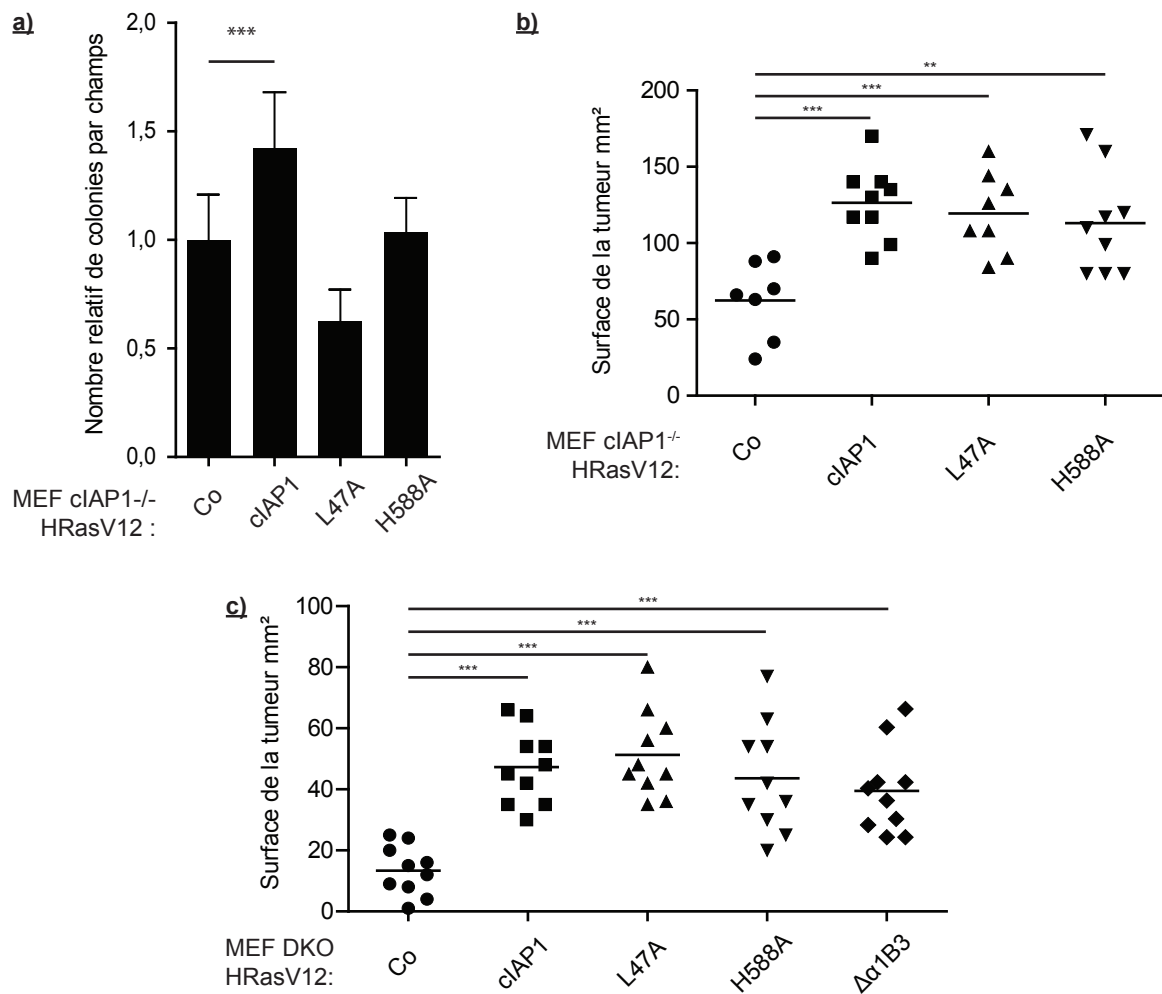 a)
Nombre relatif de colonies par champs
2,0
1,5
1,0
0,5
0,0
***
MEF cIAP1-/-
HRasV12 :
Co
cIAP1
L47A
H588A
b)
Surface de la tumeur mm²
200
150
100
50
0
**
***
***
MEF cIAP1-/-
HRasV12:
Co
cIAP1
L47A
H588A
c)
Surface de la tumeur mm²
100
80
60
40
20
0
***
***
***
***
MEF DKO
HRasV12:
Co
cIAP1
L47A
H588A
Δα1B3